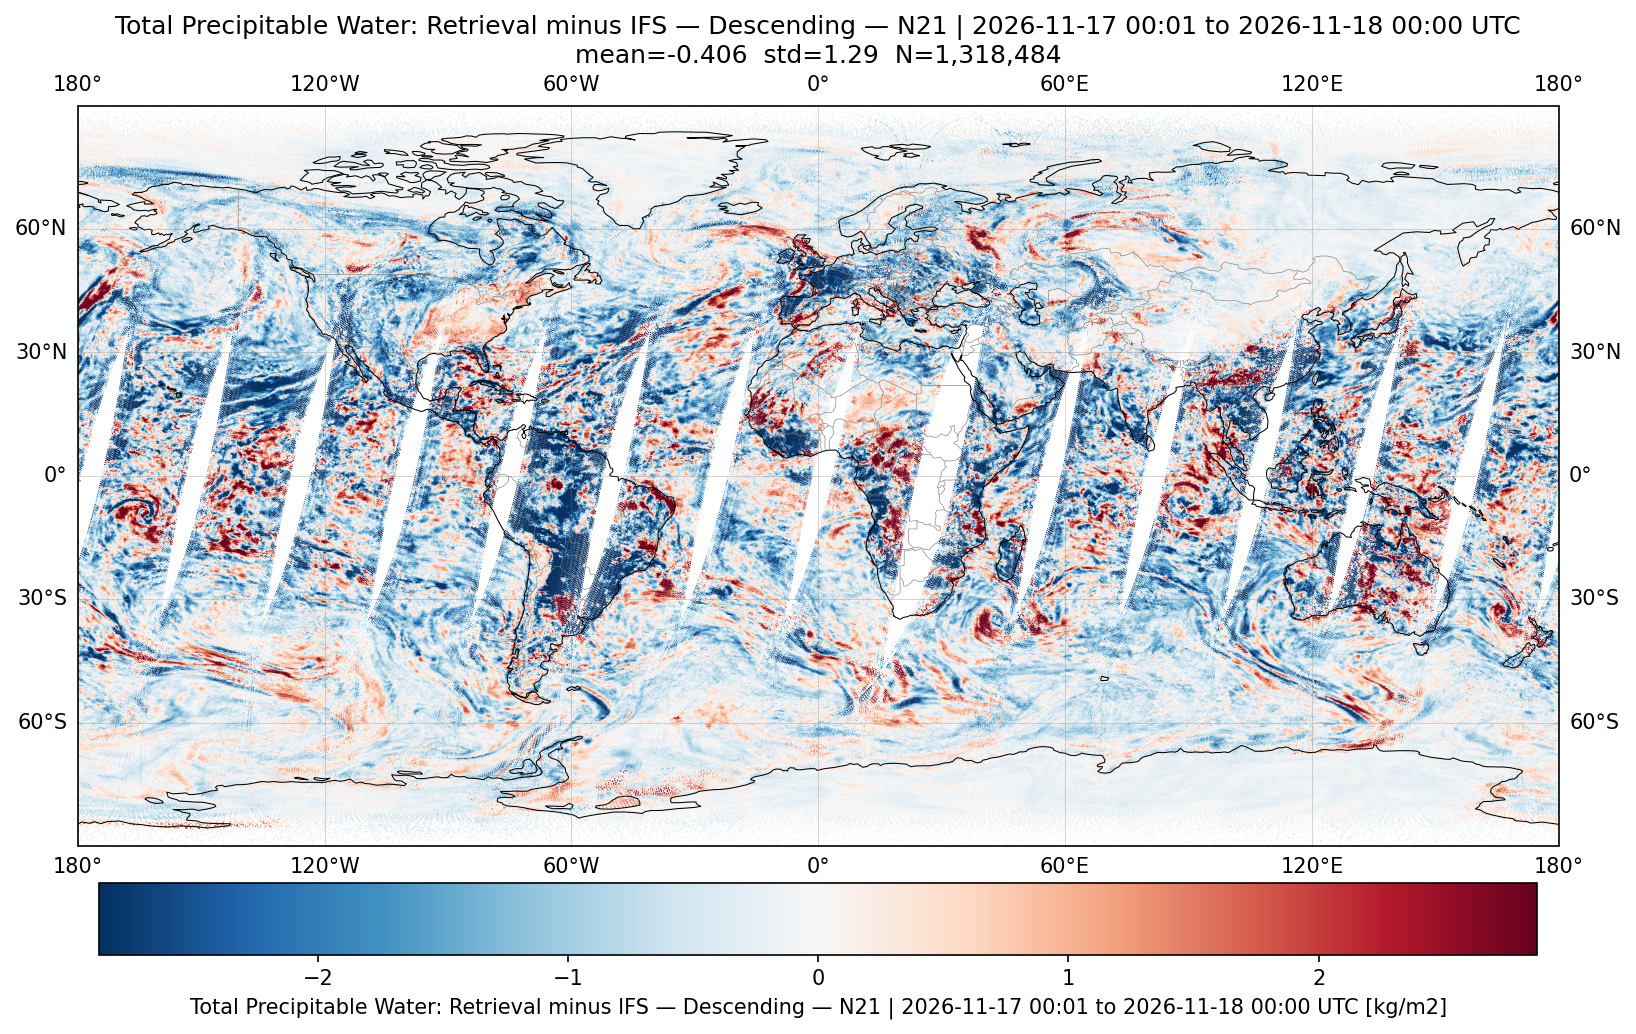 Total Precipitable Water: Retrieval minus IFS — Descending — N21 | 2026-11-17 00:01 to 2026-11-18 00:00 UTC
mean=-0.406 std=1.29 N=1,318,484
180° 120°W 60°W 0° 60°E 120°E 180°
60°N 60°N
30°N 30°N
0° 0°
30°S 30°S
60°S 60°S
180° 120°W 60°W 0° 60°E 120°E 180°
−2 −1 0 1 2
Total Precipitable Water: Retrieval minus IFS — Descending — N21 | 2026-11-17 00:01 to 2026-11-18 00:00 UTC [kg/m2]